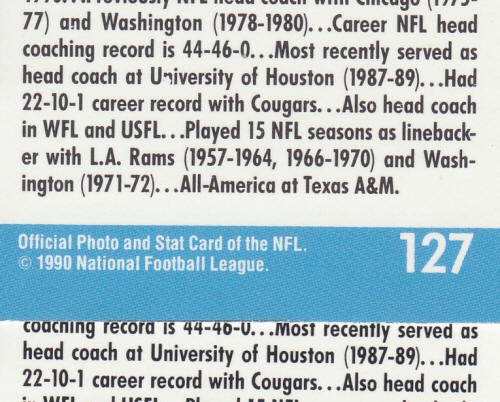 77) and Washington (1978-1980)...Career NFL head
coaching record is 44-46-0...Most recently served as
head coach at University of Houston (1987-89)...Had
22-10-1 career record with Cougars...Also head coach
in WFL and USFL...Played 15 NFL seasons as lineback-
er with L.A. Rams (1957-1964, 1966-1970) and Wash-
ington (1971-72)...All-America at Texas A&M.
Official Photo and Stat Card of the NFL.
© 1990 National Football League.
127
coaching record is 44-46-0...Most recently served as
head coach at University of Houston (1987-89)...Had
22-10-1 career record with Cougars...Also head coach